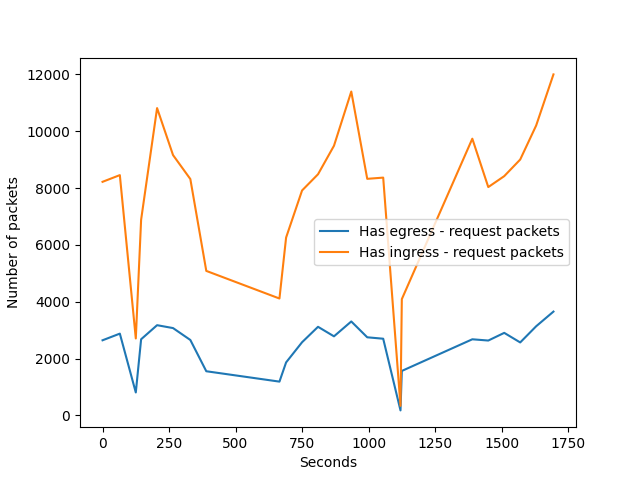 12000
10000
8000
6000
4000
2000
0
Number of packets
Has egress - request packets
Has ingress - request packets
0 250 500 750 1000 1250 1500 1750
Seconds